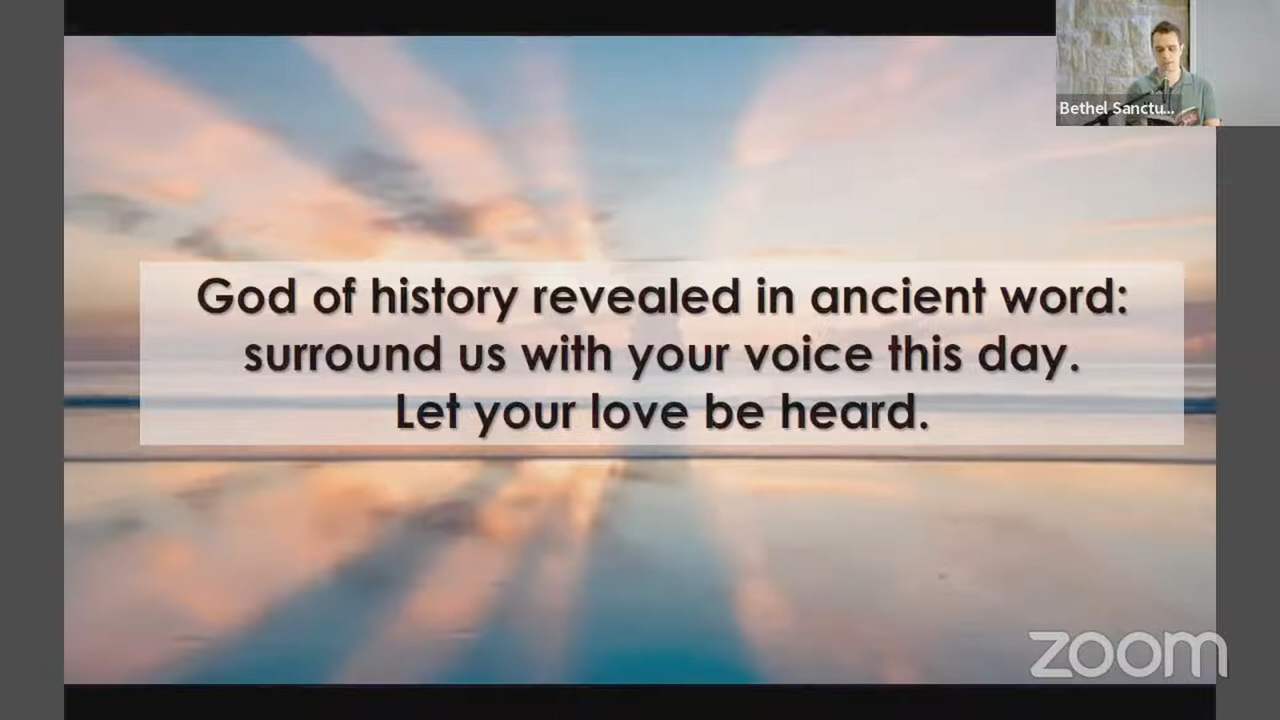 Bethel Sanctu...
God of history revealed in ancient word:
surround us with your voice this day.
Let your love be heard.
zoom